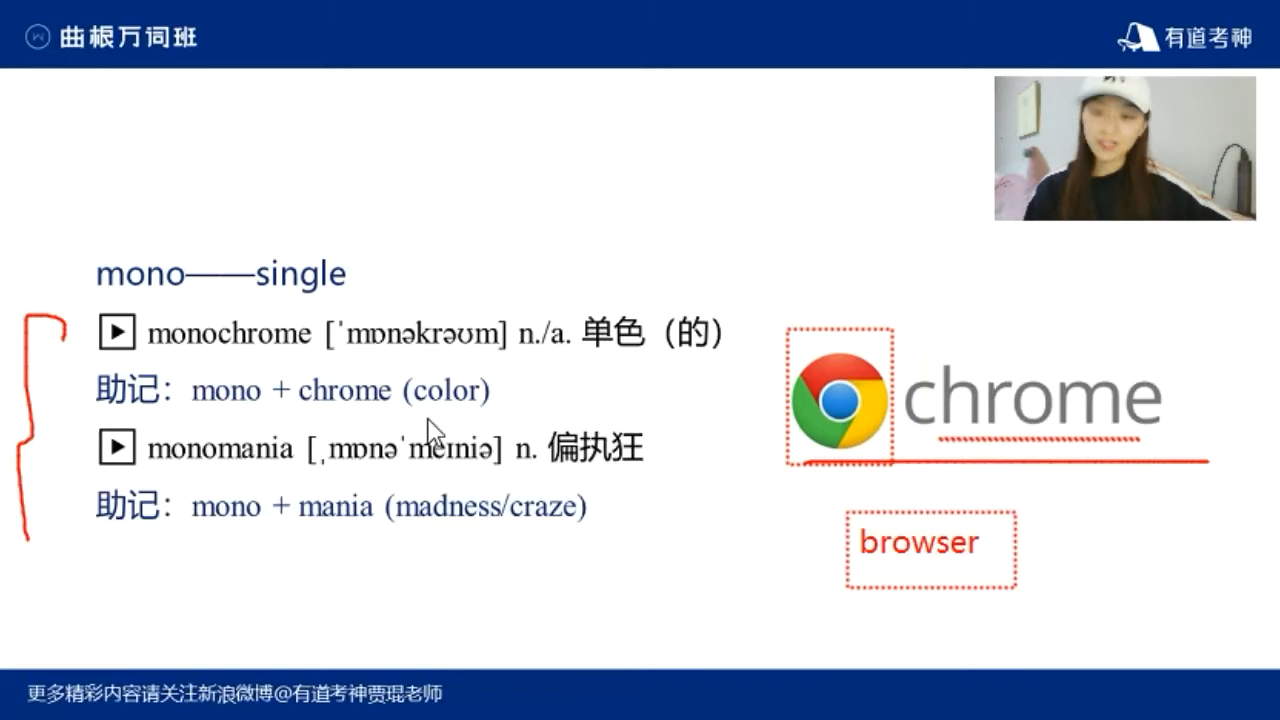 曲根万词班
有道考神
mono——single
monochrome [ˈmɒnəkrəʊm] n./a. 单色（的）
助记：mono + chrome (color)
monomania [ˌmɒnəˈmeɪniə] n. 偏执狂
助记：mono + mania (madness/craze)
chrome
browser
更多精彩内容请关注新浪微博@有道考神贾琨老师